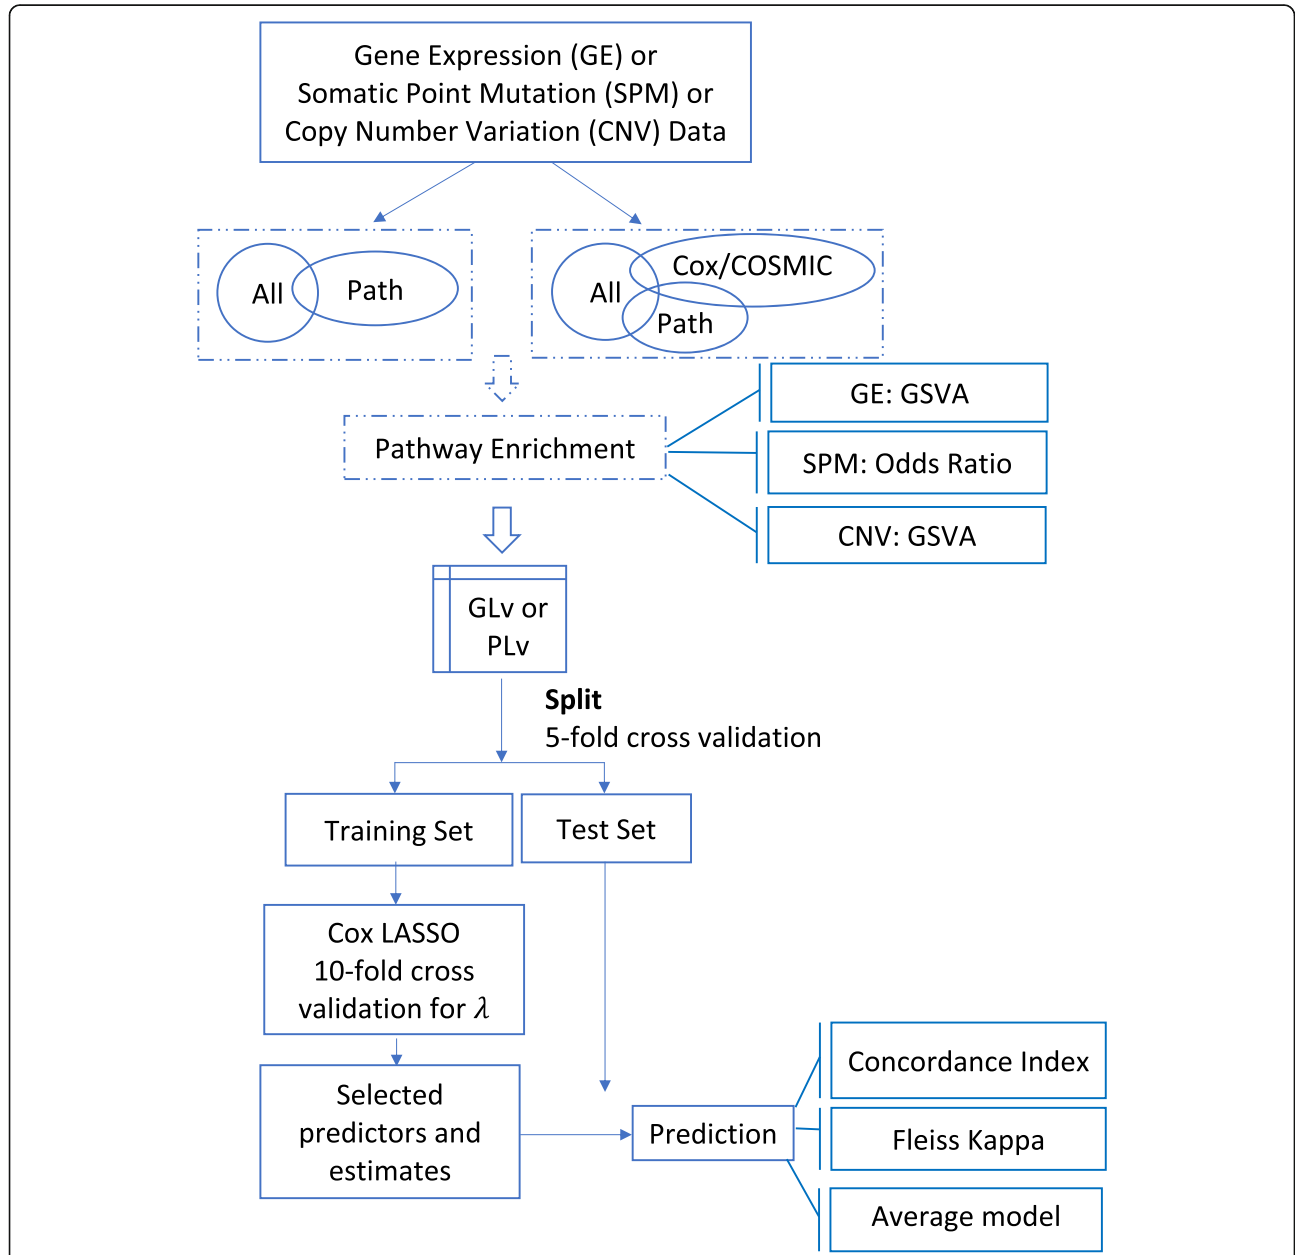 Gene Expression (GE) or
Somatic Point Mutation (SPM) or
Copy Number Variation (CNV) Data
All
Path
All
Cox/COSMIC
Path
Pathway Enrichment
GE: GSVA
SPM: Odds Ratio
CNV: GSVA
GLv or
PLv
Split
5-fold cross validation
Training Set
Test Set
Cox LASSO
10-fold cross
validation for λ
Selected
predictors and
estimates
Prediction
Concordance Index
Fleiss Kappa
Average model